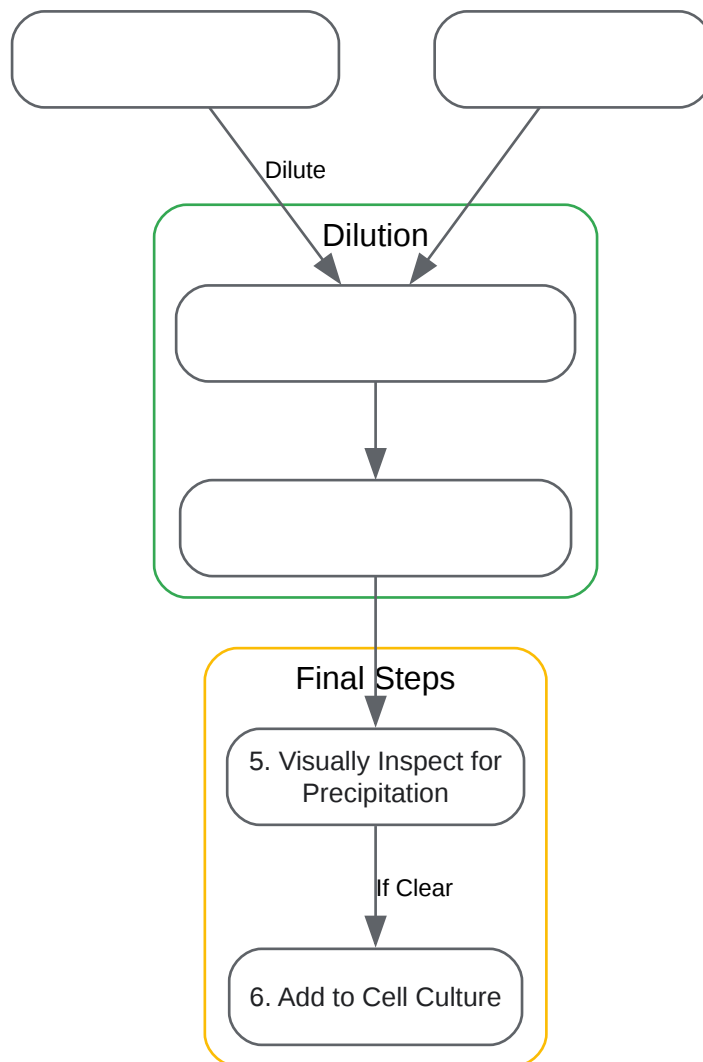 Dilute
Dilution
Final Steps
5. Visually Inspect for
Precipitation
If Clear
6. Add to Cell Culture